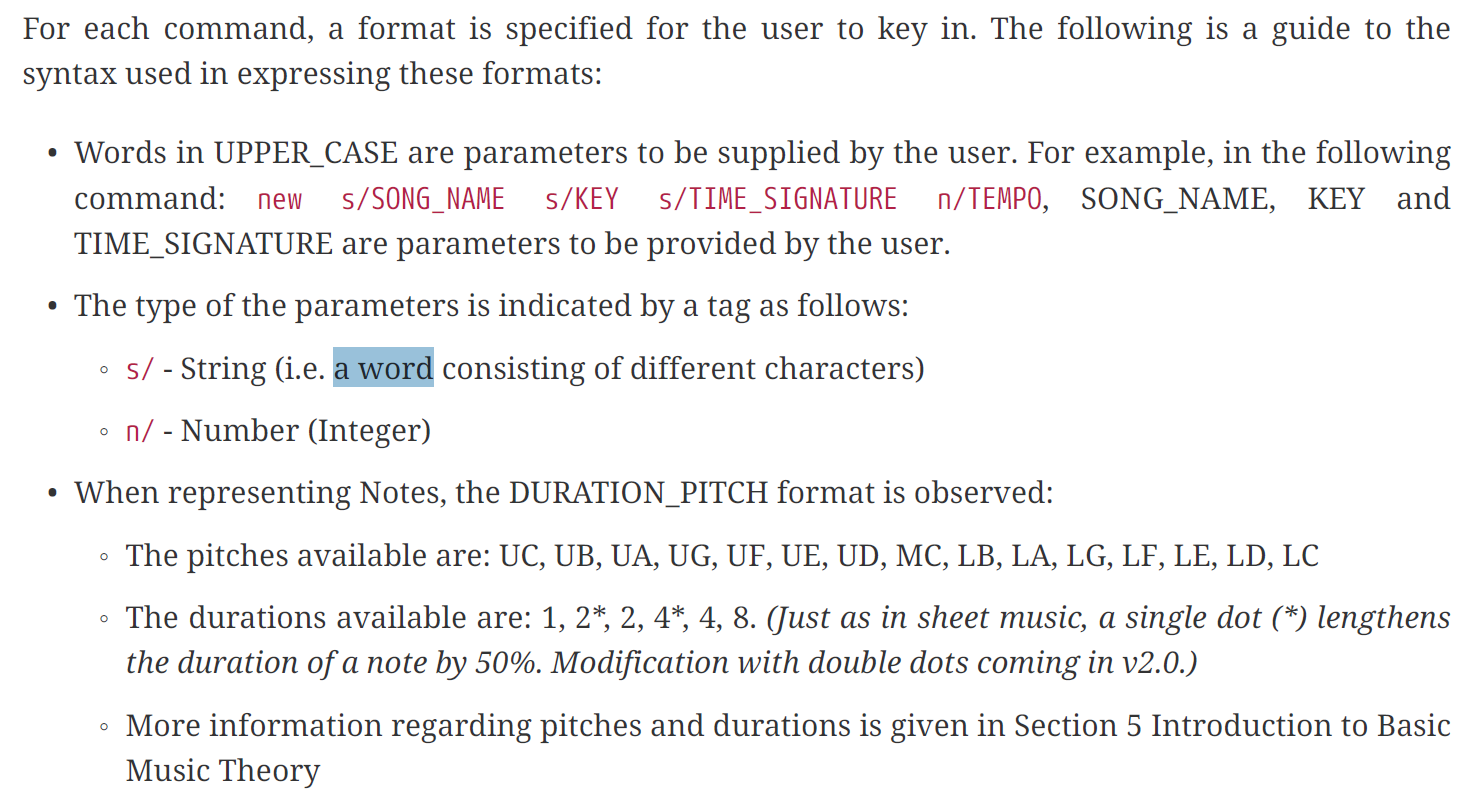 For each command, a format is specified for the user to key in. The following is a guide to the
syntax used in expressing these formats:
• Words in UPPER_CASE are parameters to be supplied by the user. For example, in the following
command: new s/SONG_NAME s/KEY s/TIME_SIGNATURE n/TEMPO, SONG_NAME, KEY and
TIME_SIGNATURE are parameters to be provided by the user.
• The type of the parameters is indicated by a tag as follows:
◦ s/ - String (i.e. a word consisting of different characters)
◦ n/ - Number (Integer)
• When representing Notes, the DURATION_PITCH format is observed:
◦ The pitches available are: UC, UB, UA, UG, UF, UE, UD, MC, LB, LA, LG, LF, LE, LD, LC
◦ The durations available are: 1, 2*, 2, 4*, 4, 8. (Just as in sheet music, a single dot (*) lengthens
the duration of a note by 50%. Modification with double dots coming in v2.0.)
◦ More information regarding pitches and durations is given in Section 5 Introduction to Basic
Music Theory